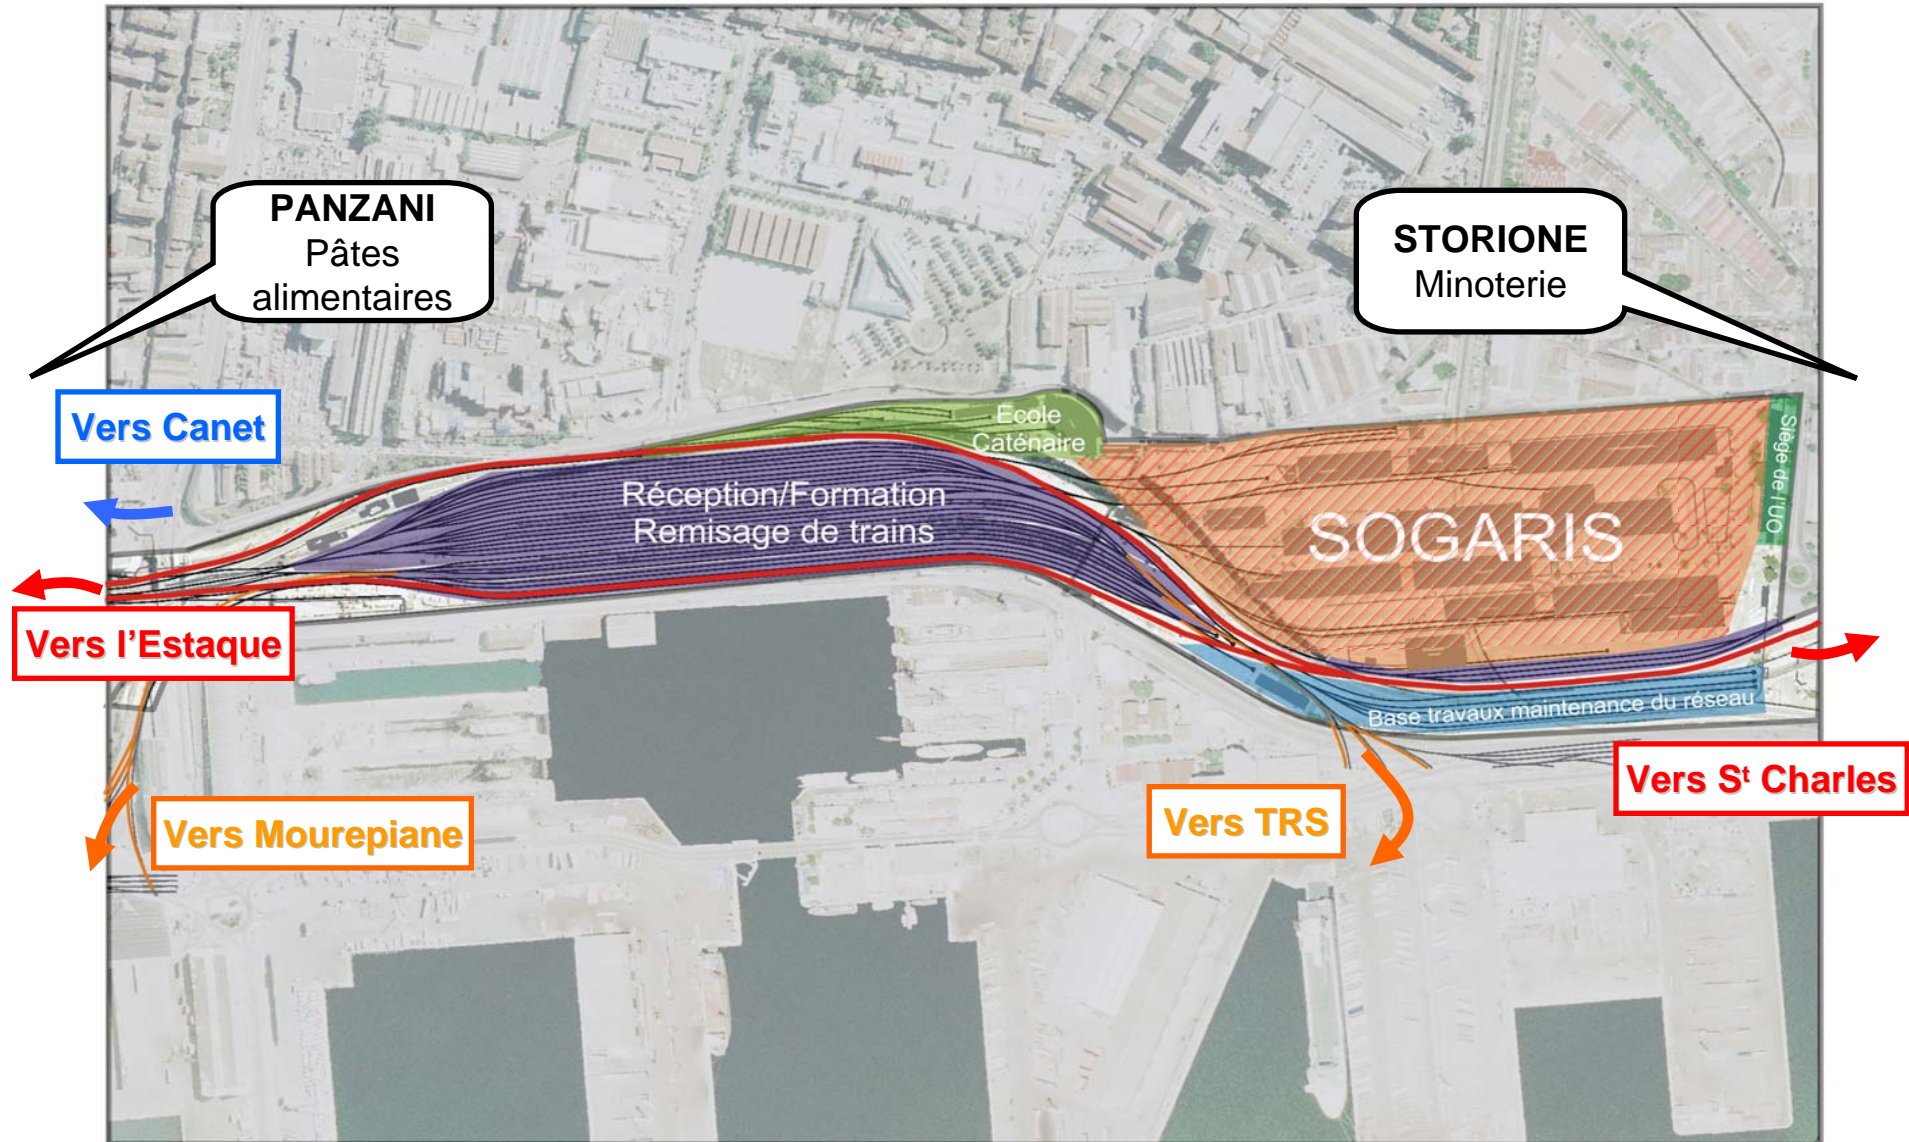 PANZANI
Pâtes
alimentaires
STORIONE
Minoterie
Vers Canet
Ecole
Caténaire
Siège de l'UO
Réception/Formation
Remisage de trains
SOGARIS
Vers l’Estaque
Base travaux maintenance du réseau
Vers St Charles
Vers Mourepiane
Vers TRS